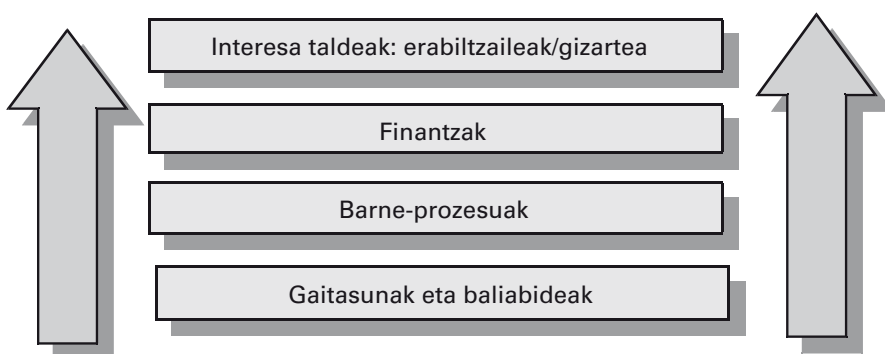 Interesa taldeak: erabiltzaileak/gizartea
Finantzak
Barne-prozesuak
Gaitasunak eta baliabideak